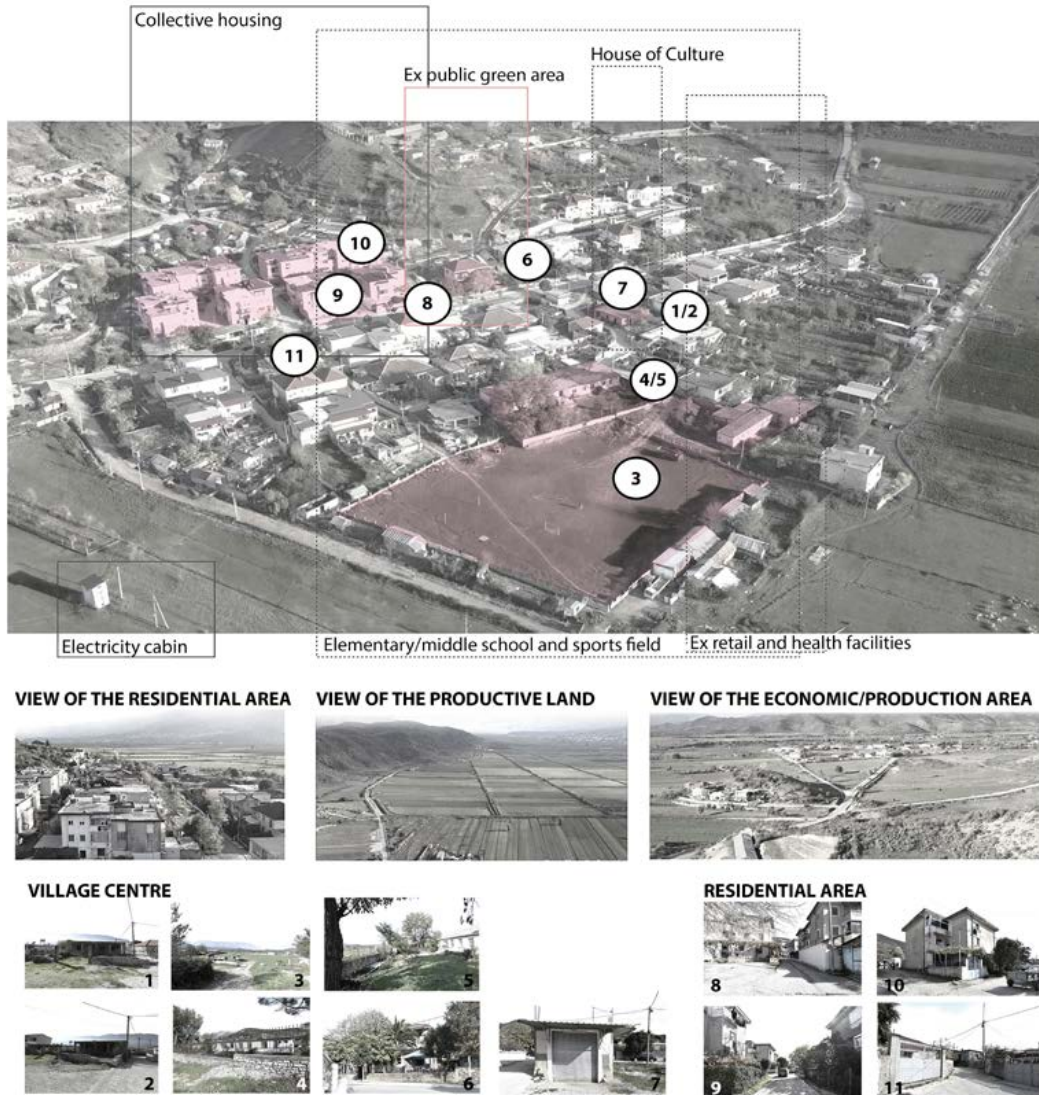 Collective housing
House of Culture
Ex public green area
10
6
9
8
7
1/2
11
4/5
3
Electricity cabin
Elementary/middle school and sports field
Ex retail and health facilities
VIEW OF THE RESIDENTIAL AREA
VIEW OF THE PRODUCTIVE LAND
VIEW OF THE ECONOMIC/PRODUCTION AREA
VILLAGE CENTRE
RESIDENTIAL AREA
1
3
5
8
10
2
4
6
7
9
11